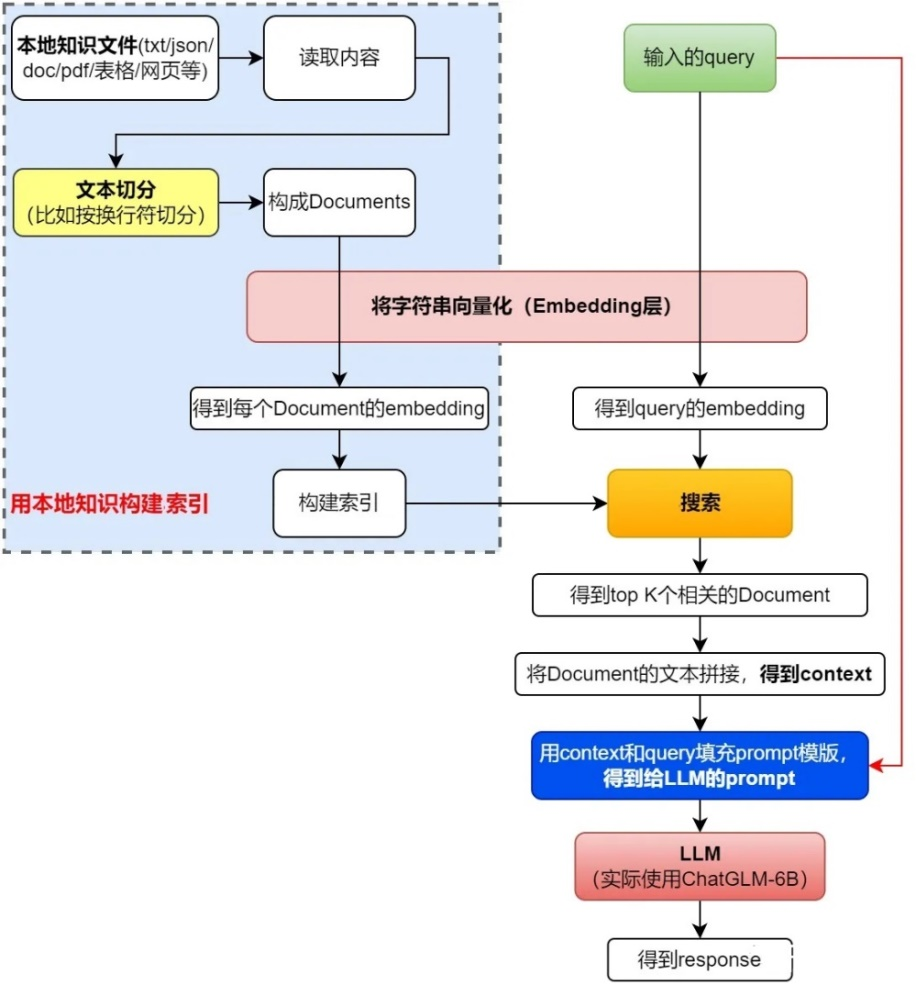 本地知识文件(txt/json/
doc/pdf/表格/网页等)
读取内容
文本切分
（比如按换行符切分）
构成Documents
输入的query
将字符串向量化（Embedding层）
得到每个Document的embedding
得到query的embedding
用本地知识构建索引
构建索引
搜索
得到top K个相关的Document
将Document的文本拼接，得到context
用context和query填充prompt模版，
得到给LLM的prompt
LLM
（实际使用ChatGLM-6B）
得到response